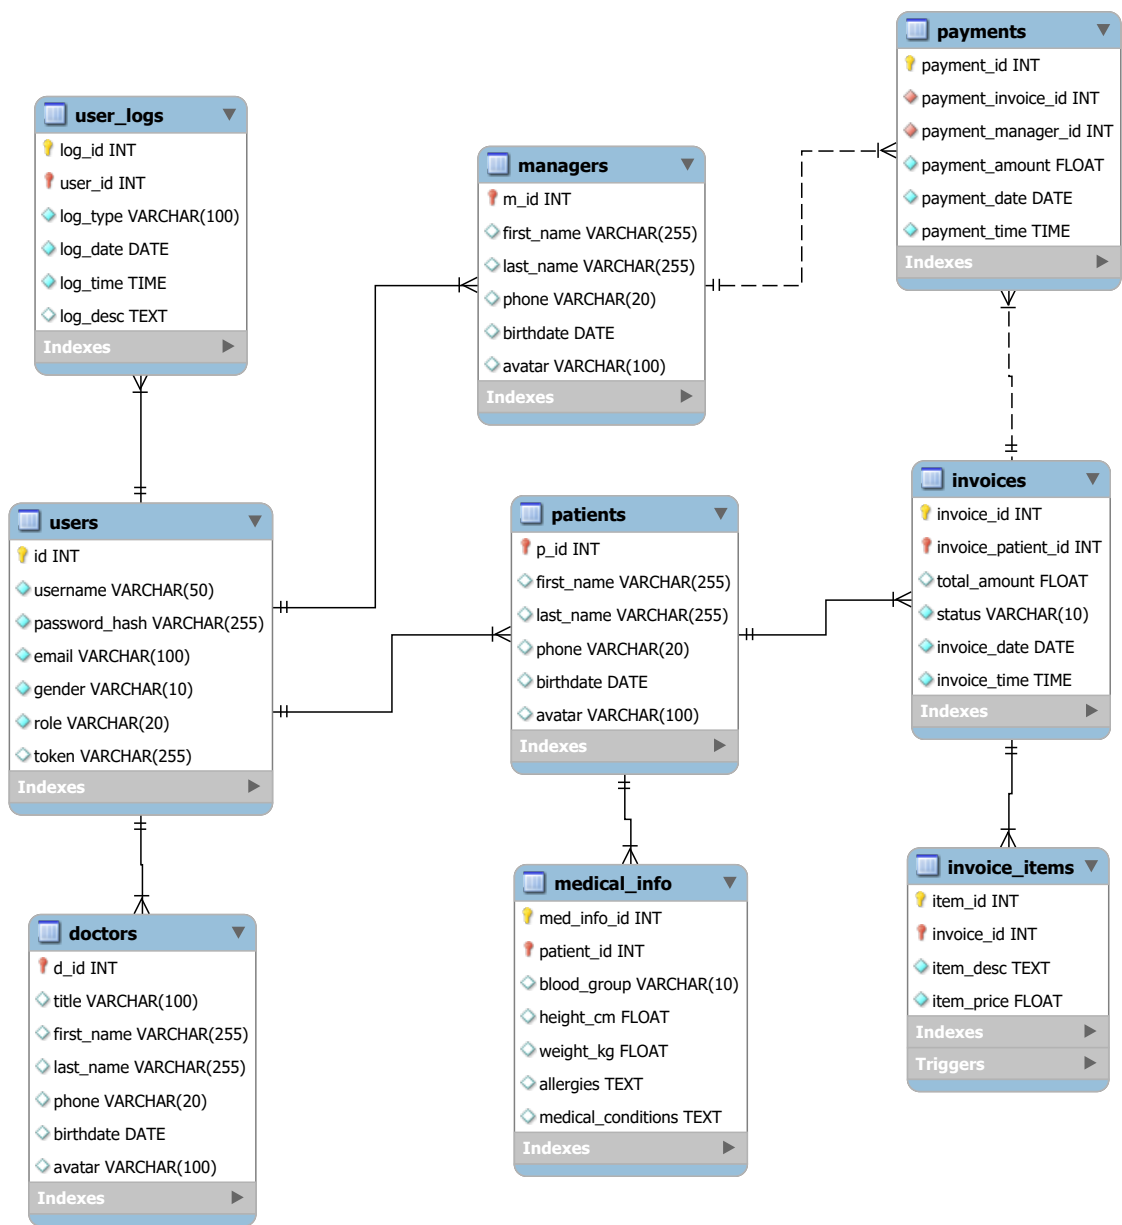 user_logs
log_id INT
user_id INT
log_type VARCHAR(100)
log_date DATE
log_time TIME
log_desc TEXT
Indexes
managers
m_id INT
first_name VARCHAR(255)
last_name VARCHAR(255)
phone VARCHAR(20)
birthdate DATE
avatar VARCHAR(100)
Indexes
payments
payment_id INT
payment_invoice_id INT
payment_manager_id INT
payment_amount FLOAT
payment_date DATE
payment_time TIME
Indexes
users
id INT
username VARCHAR(50)
password_hash VARCHAR(255)
email VARCHAR(100)
gender VARCHAR(10)
role VARCHAR(20)
token VARCHAR(255)
Indexes
patients
p_id INT
first_name VARCHAR(255)
last_name VARCHAR(255)
phone VARCHAR(20)
birthdate DATE
avatar VARCHAR(100)
Indexes
invoices
invoice_id INT
invoice_patient_id INT
total_amount FLOAT
status VARCHAR(10)
invoice_date DATE
invoice_time TIME
Indexes
doctors
d_id INT
title VARCHAR(100)
first_name VARCHAR(255)
last_name VARCHAR(255)
phone VARCHAR(20)
birthdate DATE
avatar VARCHAR(100)
Indexes
medical_info
med_info_id INT
patient_id INT
blood_group VARCHAR(10)
height_cm FLOAT
weight_kg FLOAT
allergies TEXT
medical_conditions TEXT
Indexes
invoice_items
item_id INT
invoice_id INT
item_desc TEXT
item_price FLOAT
Indexes
Triggers